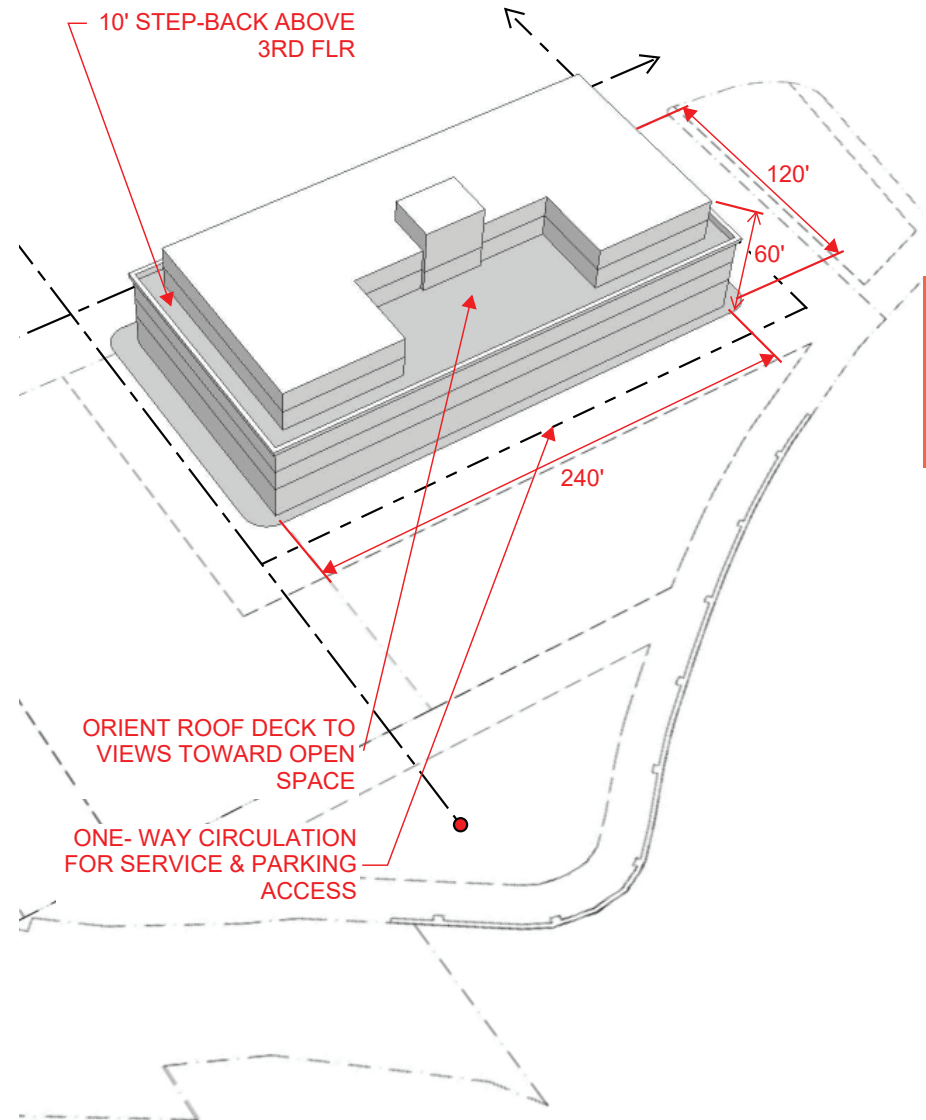 10' STEP-BACK ABOVE
3RD FLR
120'
60'
240'
ORIENT ROOF DECK TO
VIEWS TOWARD OPEN
SPACE
ONE- WAY CIRCULATION
FOR SERVICE & PARKING
ACCESS